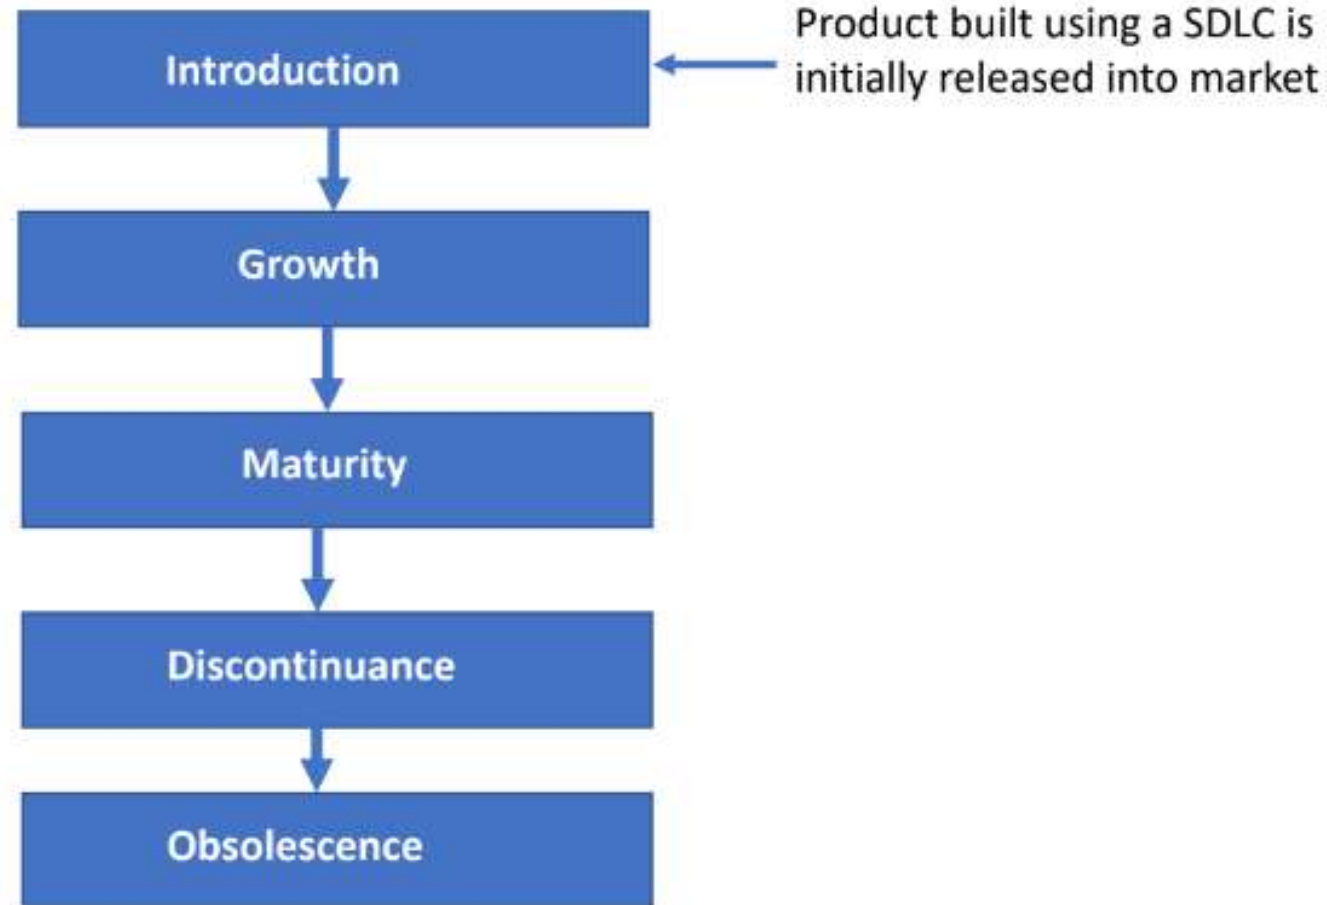 Product built using a SDLC is
initially released into market
Introduction
Growth
Maturity
Discontinuance
Obsolescence